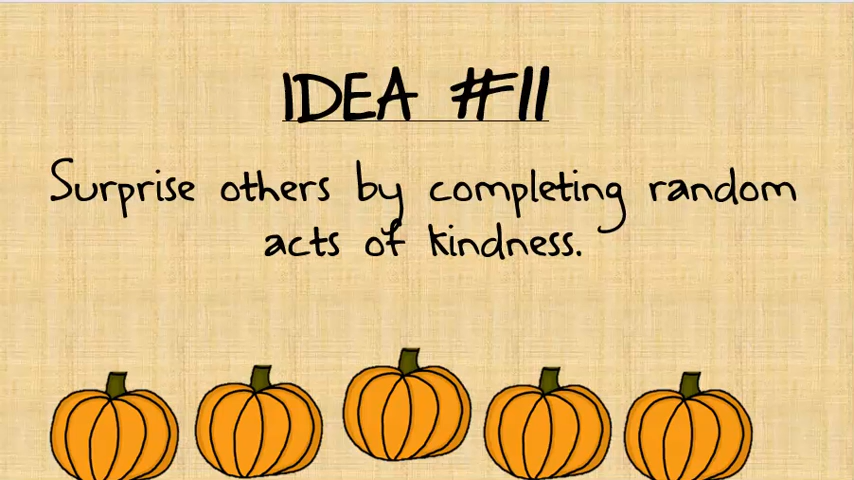 IDEA #11
Surprise others by completing random
acts of kindness.